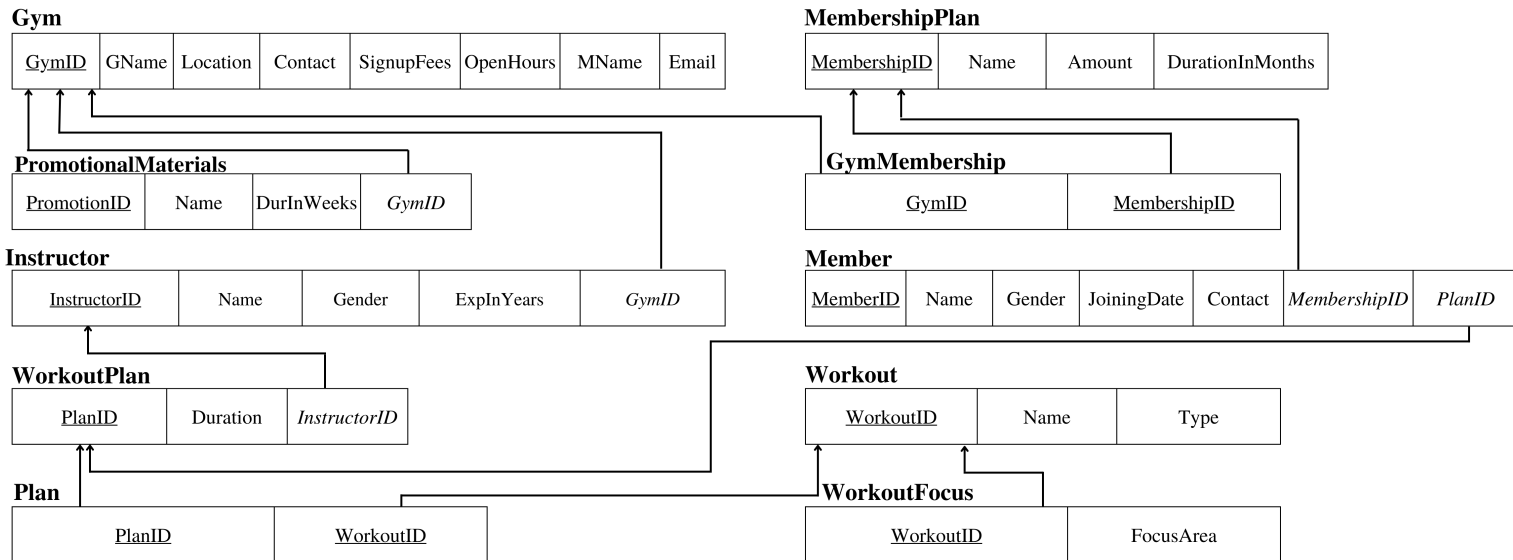 Gym
GymID GName Location Contact SignupFees OpenHours MName Email
MembershipPlan
MembershipID Name Amount DurationInMonths
PromotionalMaterials
PromotionID Name DurInWeeks GymID
GymMembership
GymID MembershipID
Instructor
InstructorID Name Gender ExpInYears GymID
Member
MemberID Name Gender JoiningDate Contact MembershipID PlanID
WorkoutPlan
PlanID Duration InstructorID
Workout
WorkoutID Name Type
Plan
PlanID WorkoutID
WorkoutFocus
WorkoutID FocusArea